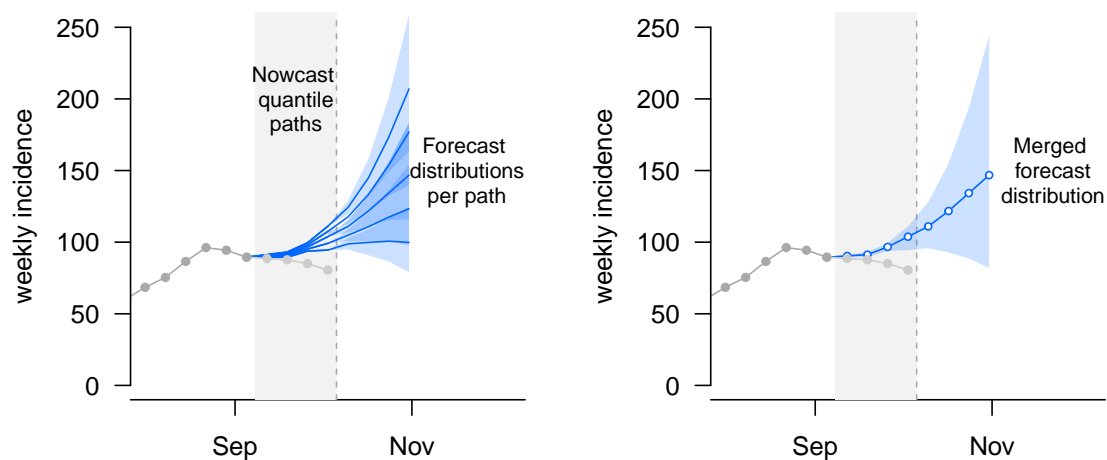 weekly incidence
250
200
150
100
50
0
Nowcast
quantile
paths
Forecast
distributions
per path
Sep
Nov
weekly incidence
250
200
150
100
50
0
Merged
forecast
distribution
Sep
Nov